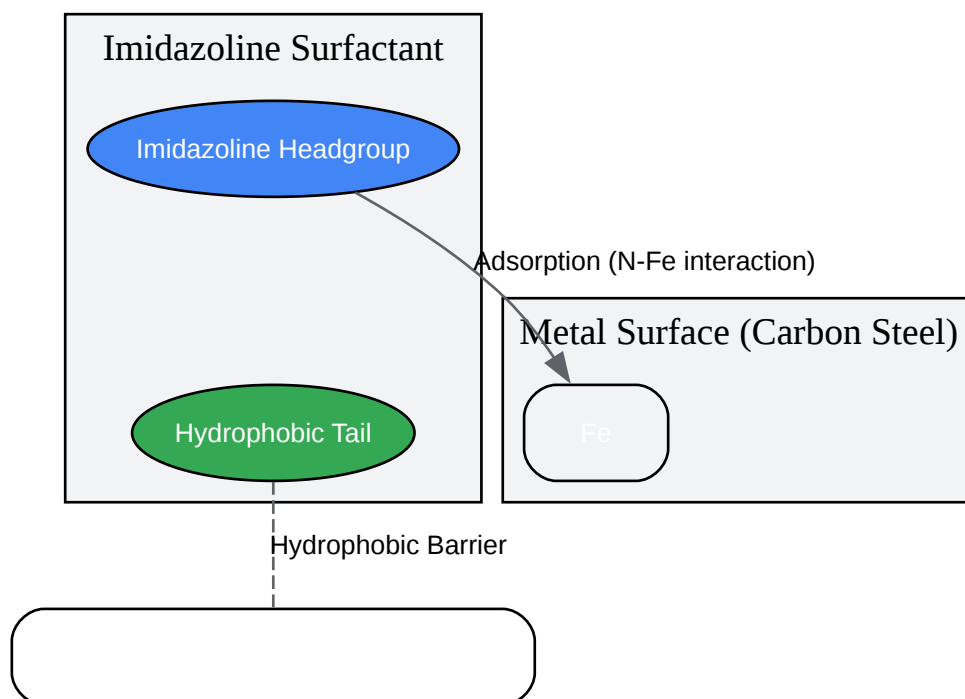 Imidazoline Surfactant
Imidazoline Headgroup
Adsorption (N-Fe interaction)
Metal Surface (Carbon Steel)
Fe
Hydrophobic Tail
Hydrophobic Barrier